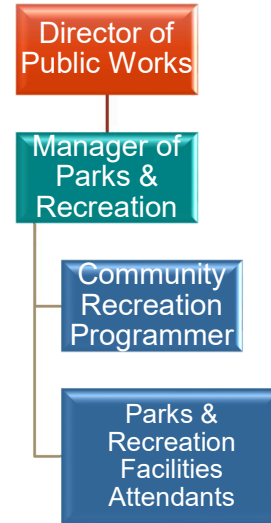 Director of
Public Works
Manager of
Parks &
Recreation
Community
Recreation
Programmer
Parks &
Recreation
Facilities
Attendants